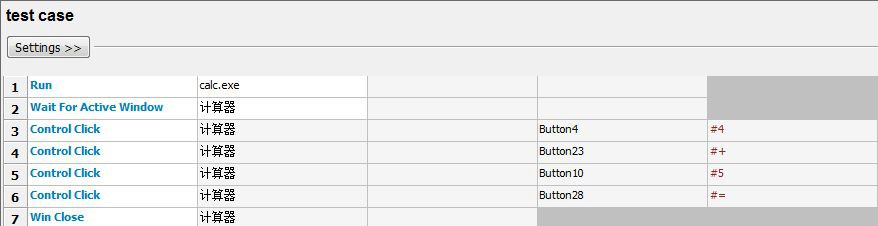 test case
Settings >>
1 Run calc.exe
2 Wait For Active Window 计算器
3 Control Click 计算器 Button4 #4
4 Control Click 计算器 Button23 #+
5 Control Click 计算器 Button10 #5
6 Control Click 计算器 Button28 #=
7 Win Close 计算器